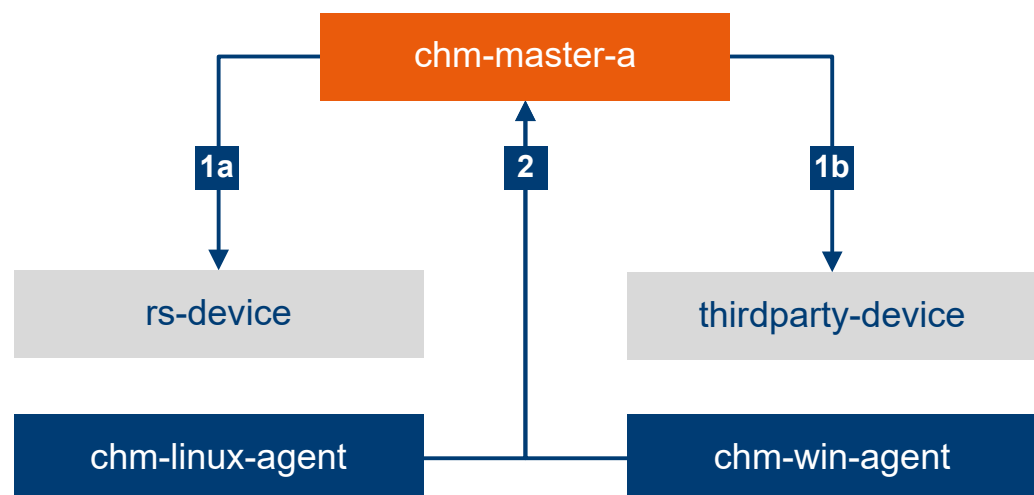 chm-master-a
1a
2
1b
rs-device
thirdparty-device
chm-linux-agent
chm-win-agent